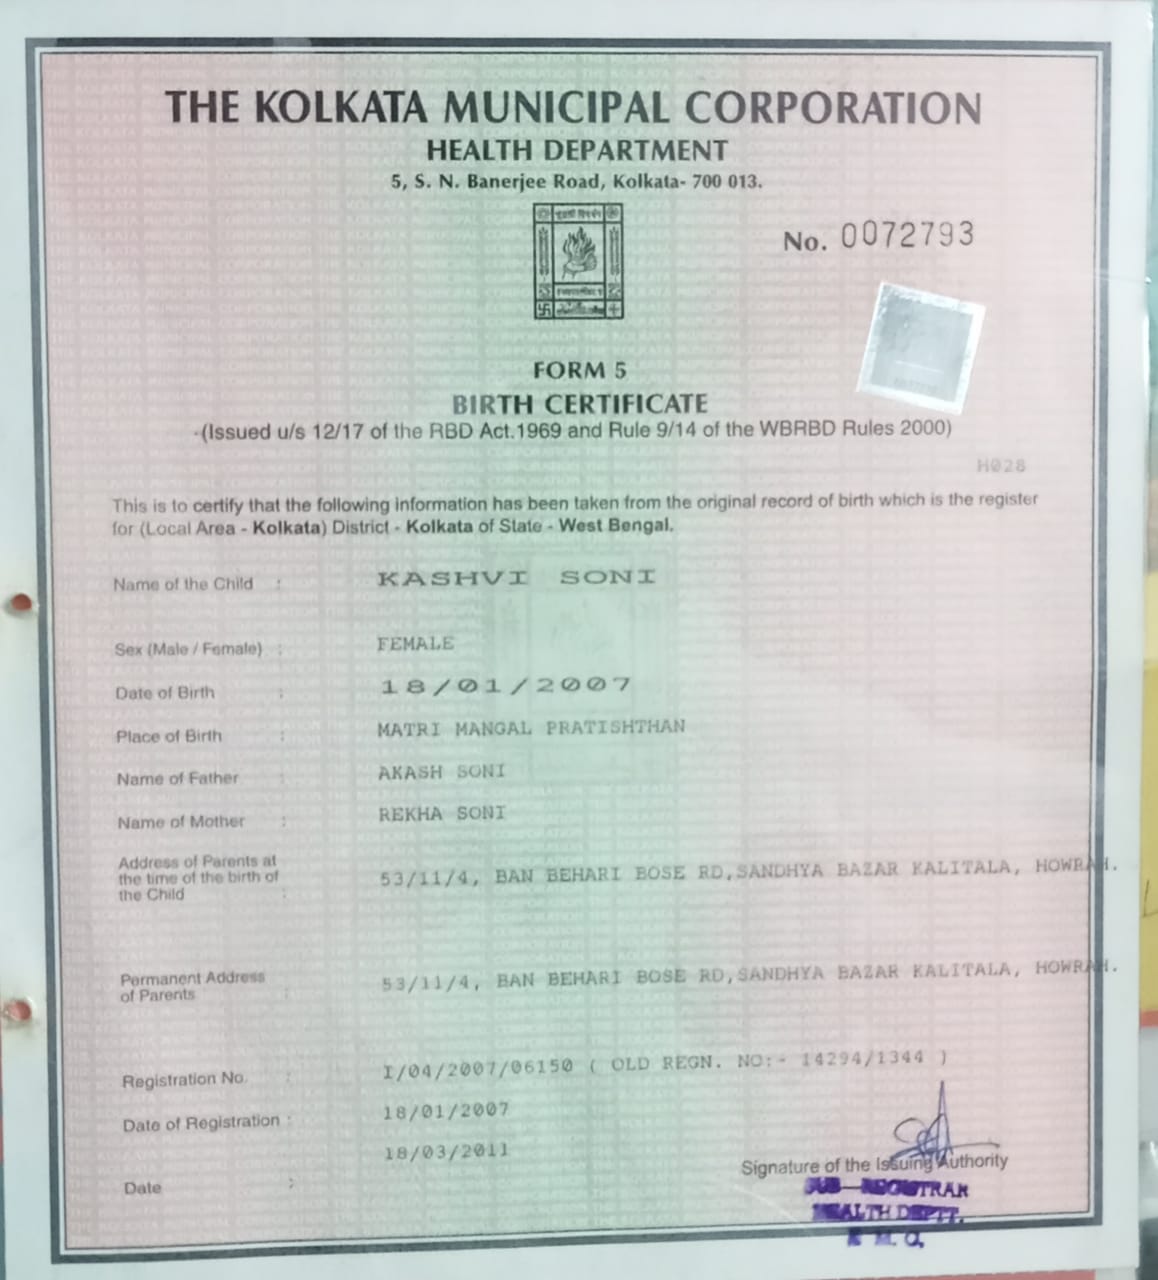 THE KOLKATA MUNICIPAL CORPORATION
HEALTH DEPARTMENT
5, S. N. Banerjee Road, Kolkata- 700 013.
No. 0072793
FORM 5
BIRTH CERTIFICATE
(Issued u/s 12/17 of the RBD Act.1969 and Rule 9/14 of the WBRBD Rules 2000)
H028
This is to certify that the following information has been taken from the original record of birth which is the register
for (Local Area - Kolkata) District - Kolkata of State - West Bengal.
Name of the Child : KASHVI SONI
Sex (Male / Female) : FEMALE
Date of Birth : 18/01/2007
Place of Birth : MATRI MANGAL PRATISHTHAN
Name of Father : AKASH SONI
Name of Mother : REKHA SONI
Address of Parents at
the time of the birth of
the Child : 53/11/4, BAN BEHARI BOSE RD,SANDHYA BAZAR KALITALA, HOWRAH.
Permanent Address
of Parents : 53/11/4, BAN BEHARI BOSE RD,SANDHYA BAZAR KALITALA, HOWRAH.
Registration No. : I/04/2007/06150 ( OLD REGN. NO:- 14294/1344 )
Date of Registration : 18/01/2007
18/03/2011
Date :
Signature of the Issuing Authority
SUB-REGISTRAR
HEALTH DEPTT.
K M. C.